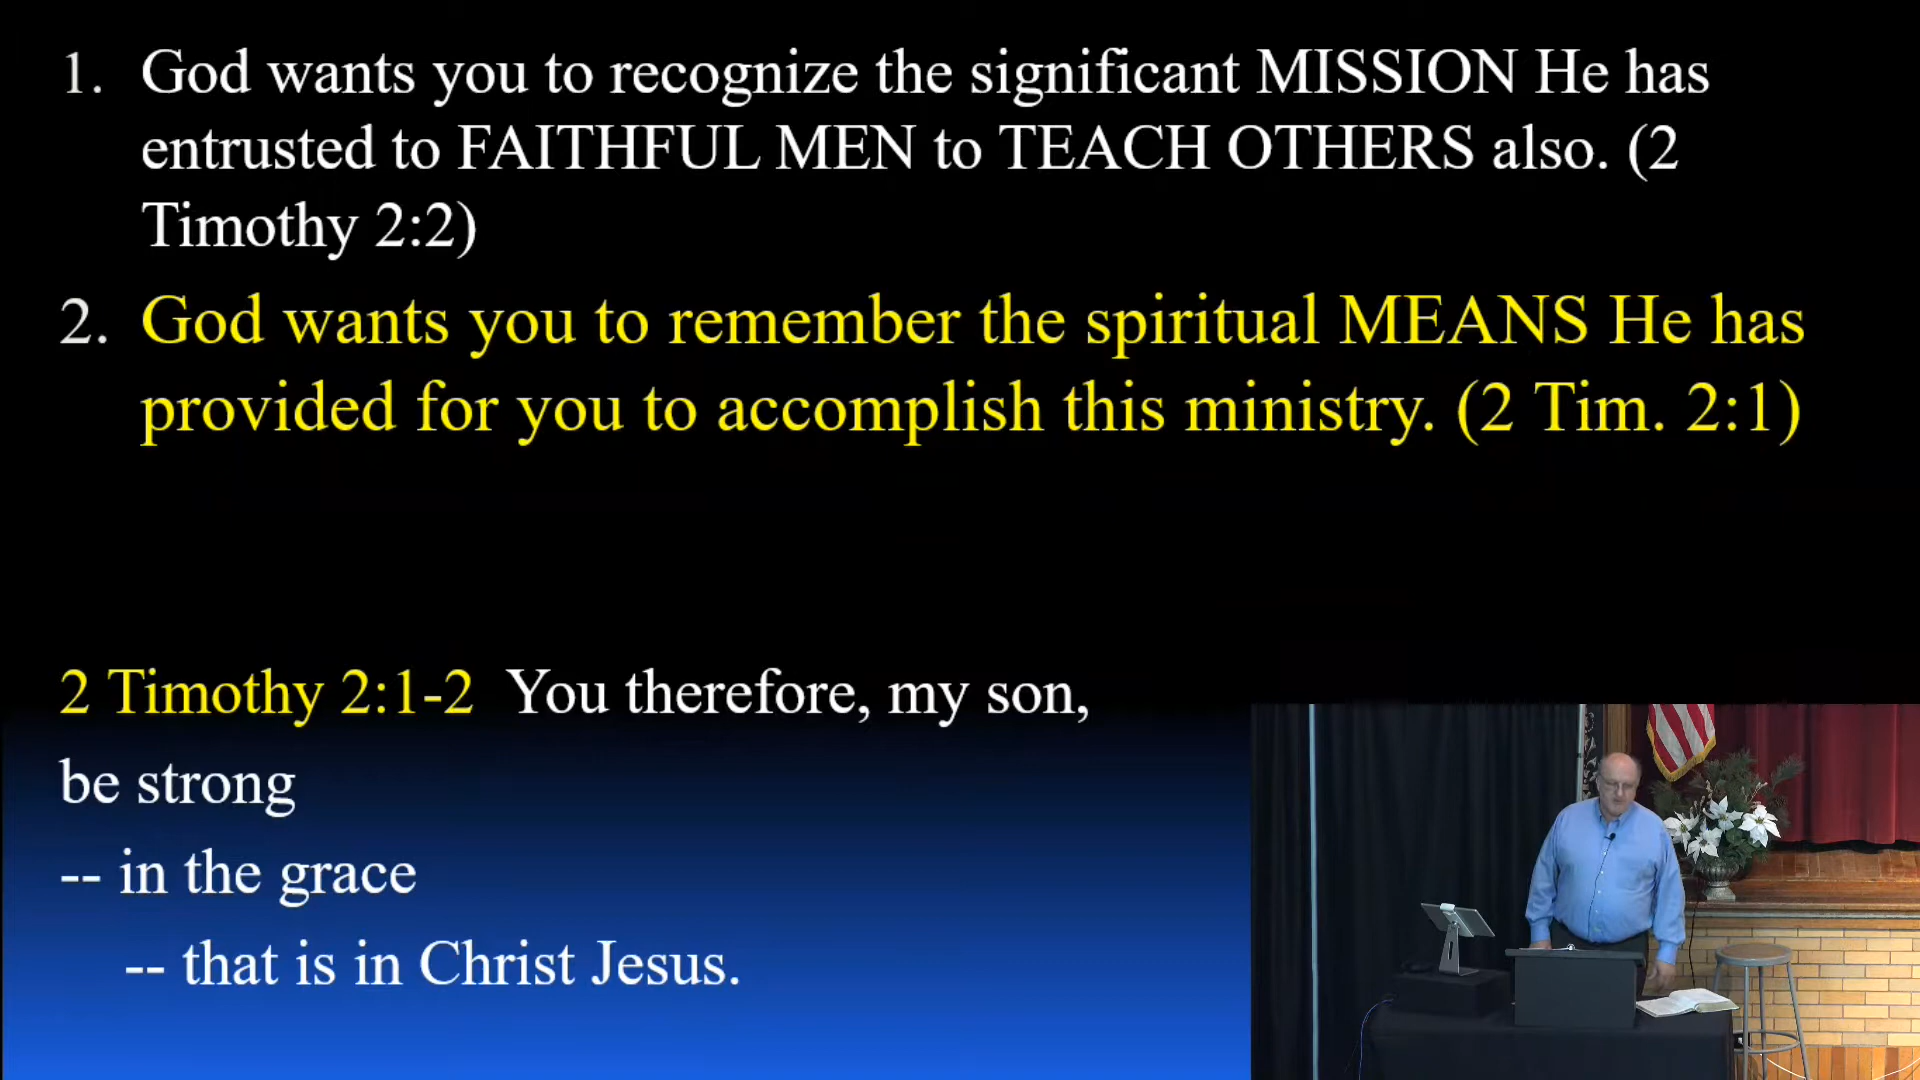 1. God wants you to recognize the significant MISSION He has
entrusted to FAITHFUL MEN to TEACH OTHERS also. (2
Timothy 2:2)
2. God wants you to remember the spiritual MEANS He has
provided for you to accomplish this ministry. (2 Tim. 2:1)
2 Timothy 2:1-2 You therefore, my son,
be strong
-- in the grace
-- that is in Christ Jesus.